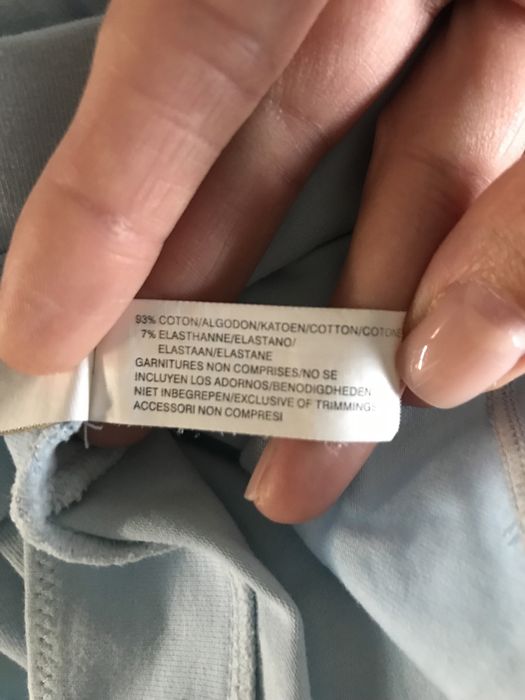 93% COTON/ALGODON/KATOEN/COTTON/COTONE
7% ELASTHANNE/ELASTANO/
ELASTAAN/ELASTANE
GARNITURES NON COMPRISES/NO SE
INCLUYEN LOS ADORNOS/BENODIGDHEDEN
NIET INBEGREPEN/EXCLUSIVE OF TRIMMING
ACCESSORI NON COMPRESI